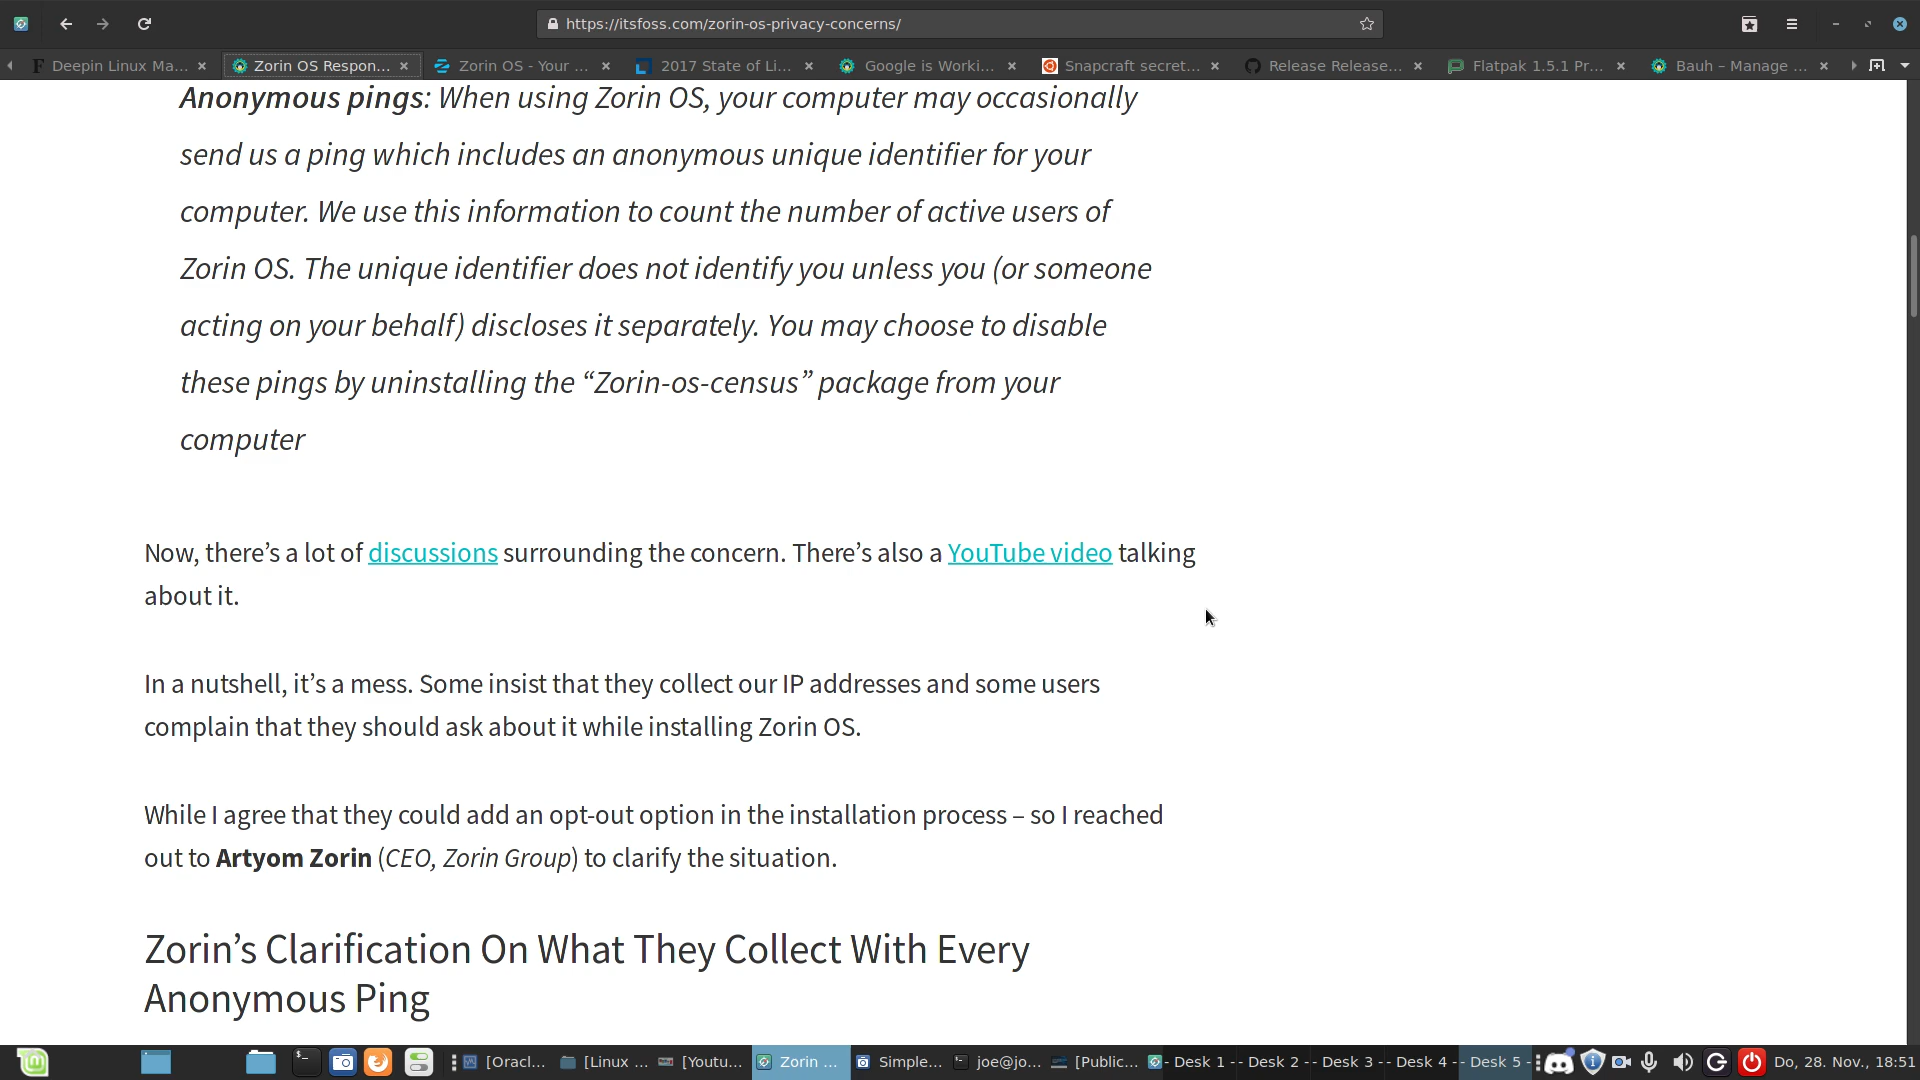 https://itsfoss.com/zorin-os-privacy-concerns/
Deepin Linux Ma...
Zorin OS Respon...
Zorin OS - Your ...
2017 State of Li...
Google is Worki...
Snapcraft secret...
Release Release...
Flatpak 1.5.1 Pr...
Bauh – Manage ...
Anonymous pings: When using Zorin OS, your computer may occasionally
send us a ping which includes an anonymous unique identifier for your
computer. We use this information to count the number of active users of
Zorin OS. The unique identifier does not identify you unless you (or someone
acting on your behalf) discloses it separately. You may choose to disable
these pings by uninstalling the “Zorin-os-census” package from your
computer
Now, there’s a lot of discussions surrounding the concern. There’s also a YouTube video talking
about it.
In a nutshell, it’s a mess. Some insist that they collect our IP addresses and some users
complain that they should ask about it while installing Zorin OS.
While I agree that they could add an opt-out option in the installation process – so I reached
out to Artyom Zorin (CEO, Zorin Group) to clarify the situation.
Zorin’s Clarification On What They Collect With Every
Anonymous Ping
[Oracl...
[Linux ...
[Youtu...
Zorin ...
Simple...
joe@jo...
[Public...
- Desk 1 -
- Desk 2 -
- Desk 3 -
- Desk 4 -
- Desk 5 -
Do, 28. Nov., 18:51